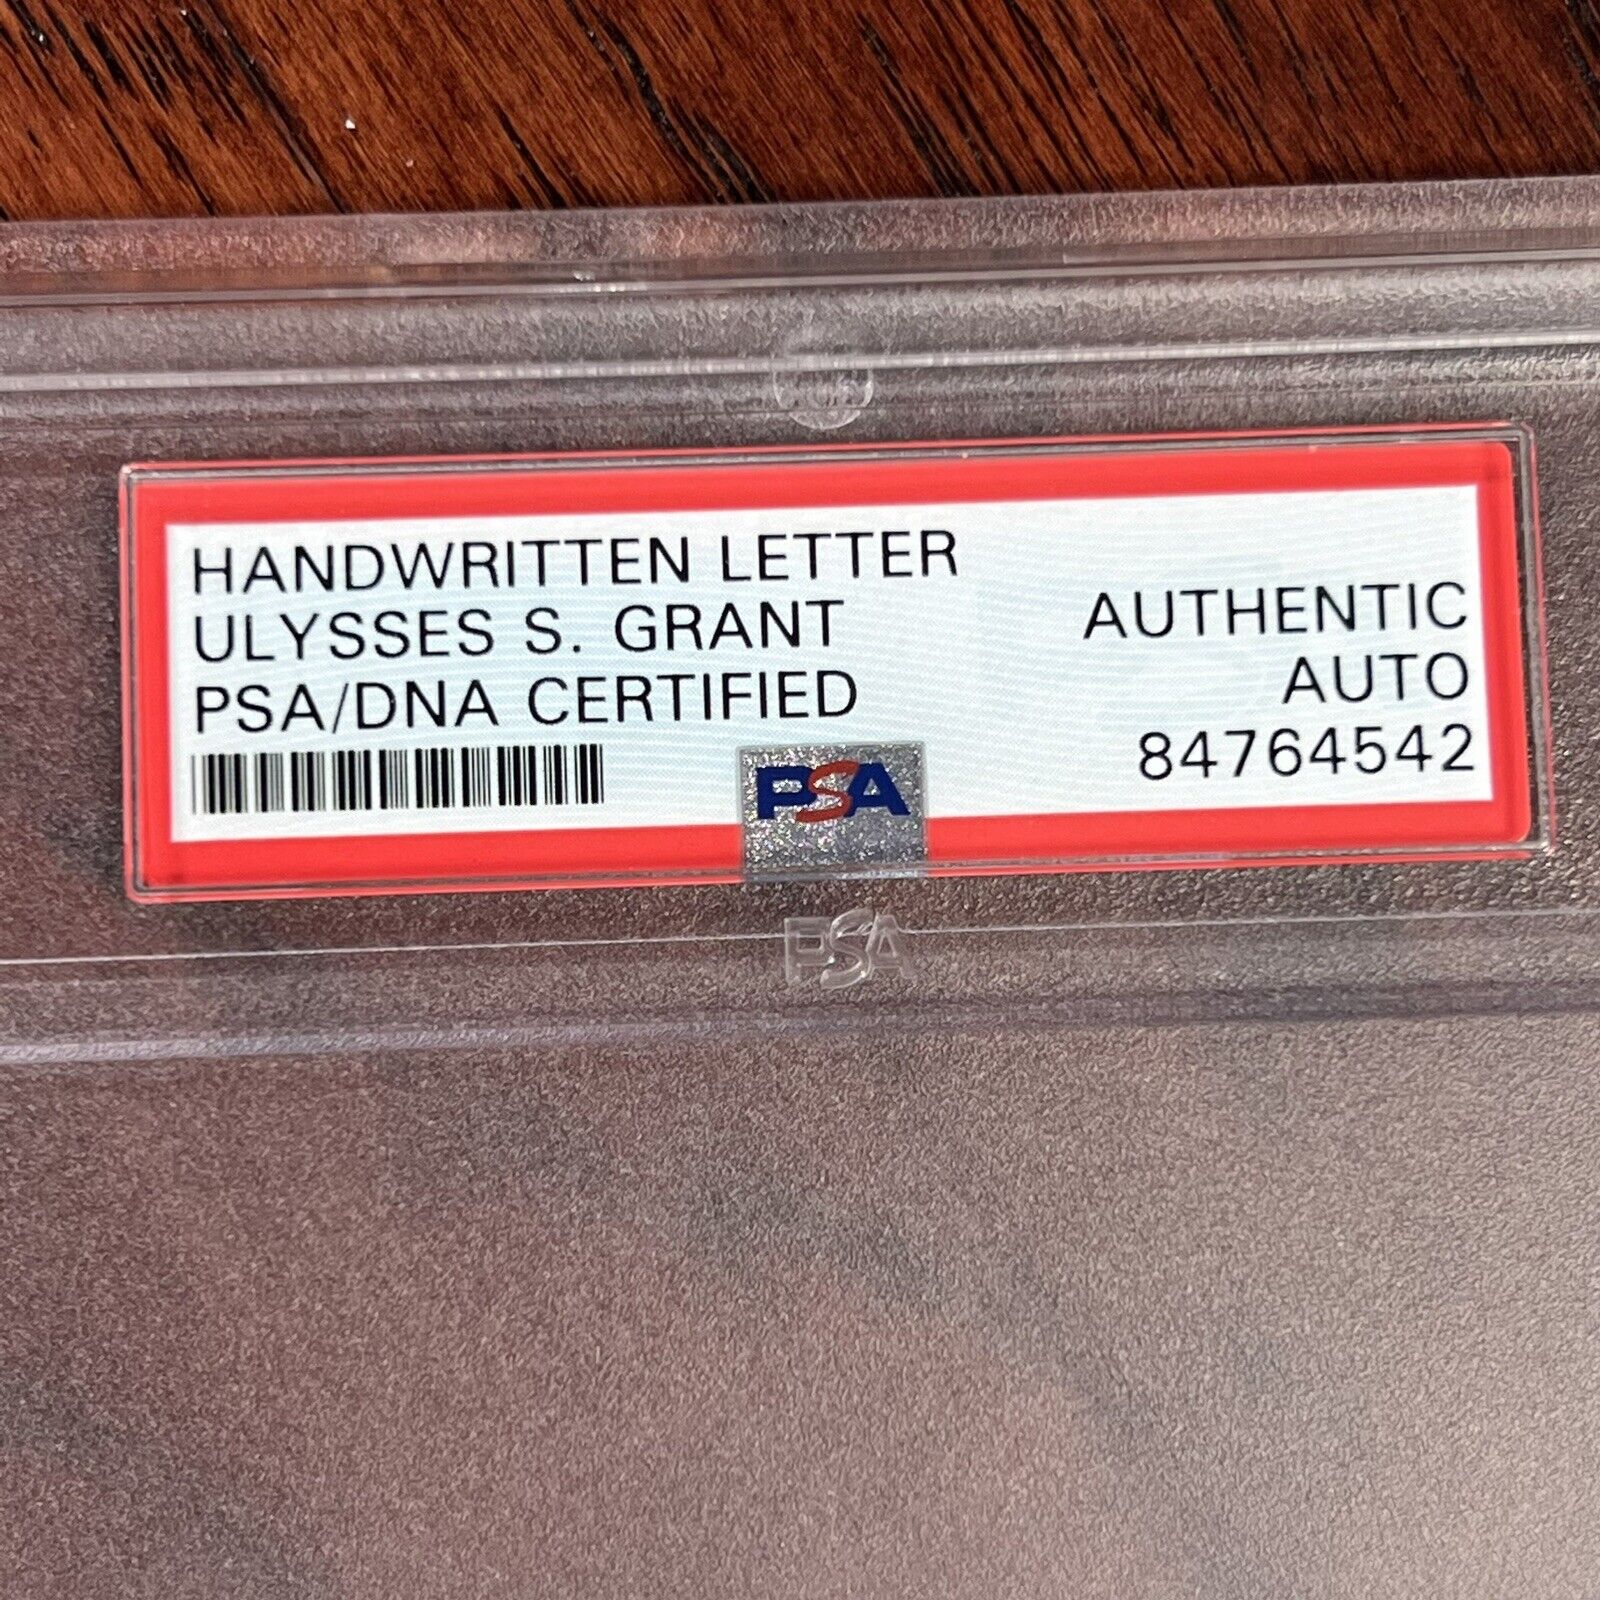 HANDWRITTEN LETTER
ULYSSES S. GRANT
PSA/DNA CERTIFIED
AUTHENTIC
AUTO
84764542
PSA
PSA